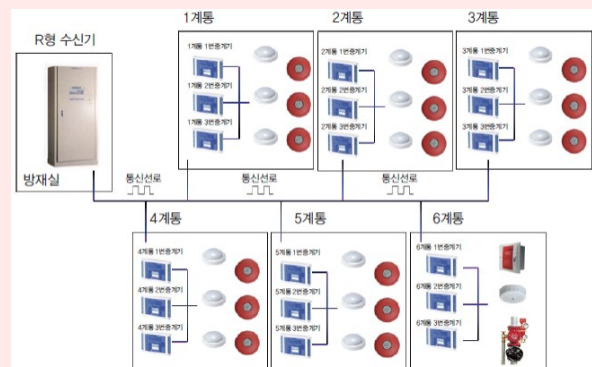 R형 수신기
방재실
1계통
1계통 1번중계기
1계통 2번중계기
1계통 3번중계기
2계통
2계통 1번중계기
2계통 2번중계기
2계통 3번중계기
3계통
3계통 1번중계기
3계통 2번중계기
3계통 3번중계기
통신선로
통신선로
통신선로
4계통
4계통 1번중계기
4계통 2번중계기
4계통 3번중계기
5계통
5계통 1번중계기
5계통 2번중계기
5계통 3번중계기
6계통
6계통 1번중계기
6계통 2번중계기
6계통 3번중계기